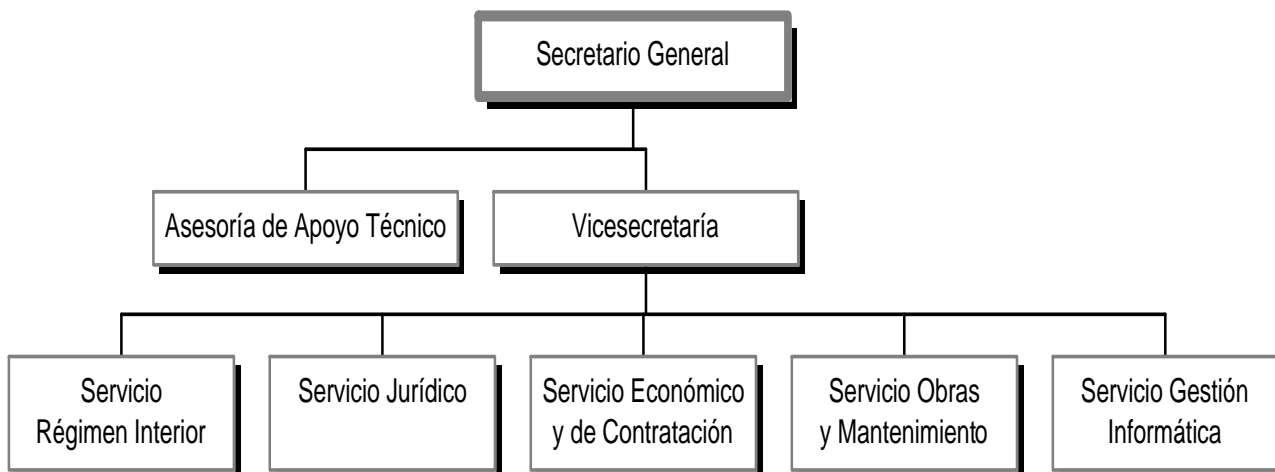 Secretario General
Asesoría de Apoyo Técnico
Vicesecretaría
Servicio
Régimen Interior
Servicio Jurídico
Servicio Económico
y de Contratación
Servicio Obras
y Mantenimiento
Servicio Gestión
Informática